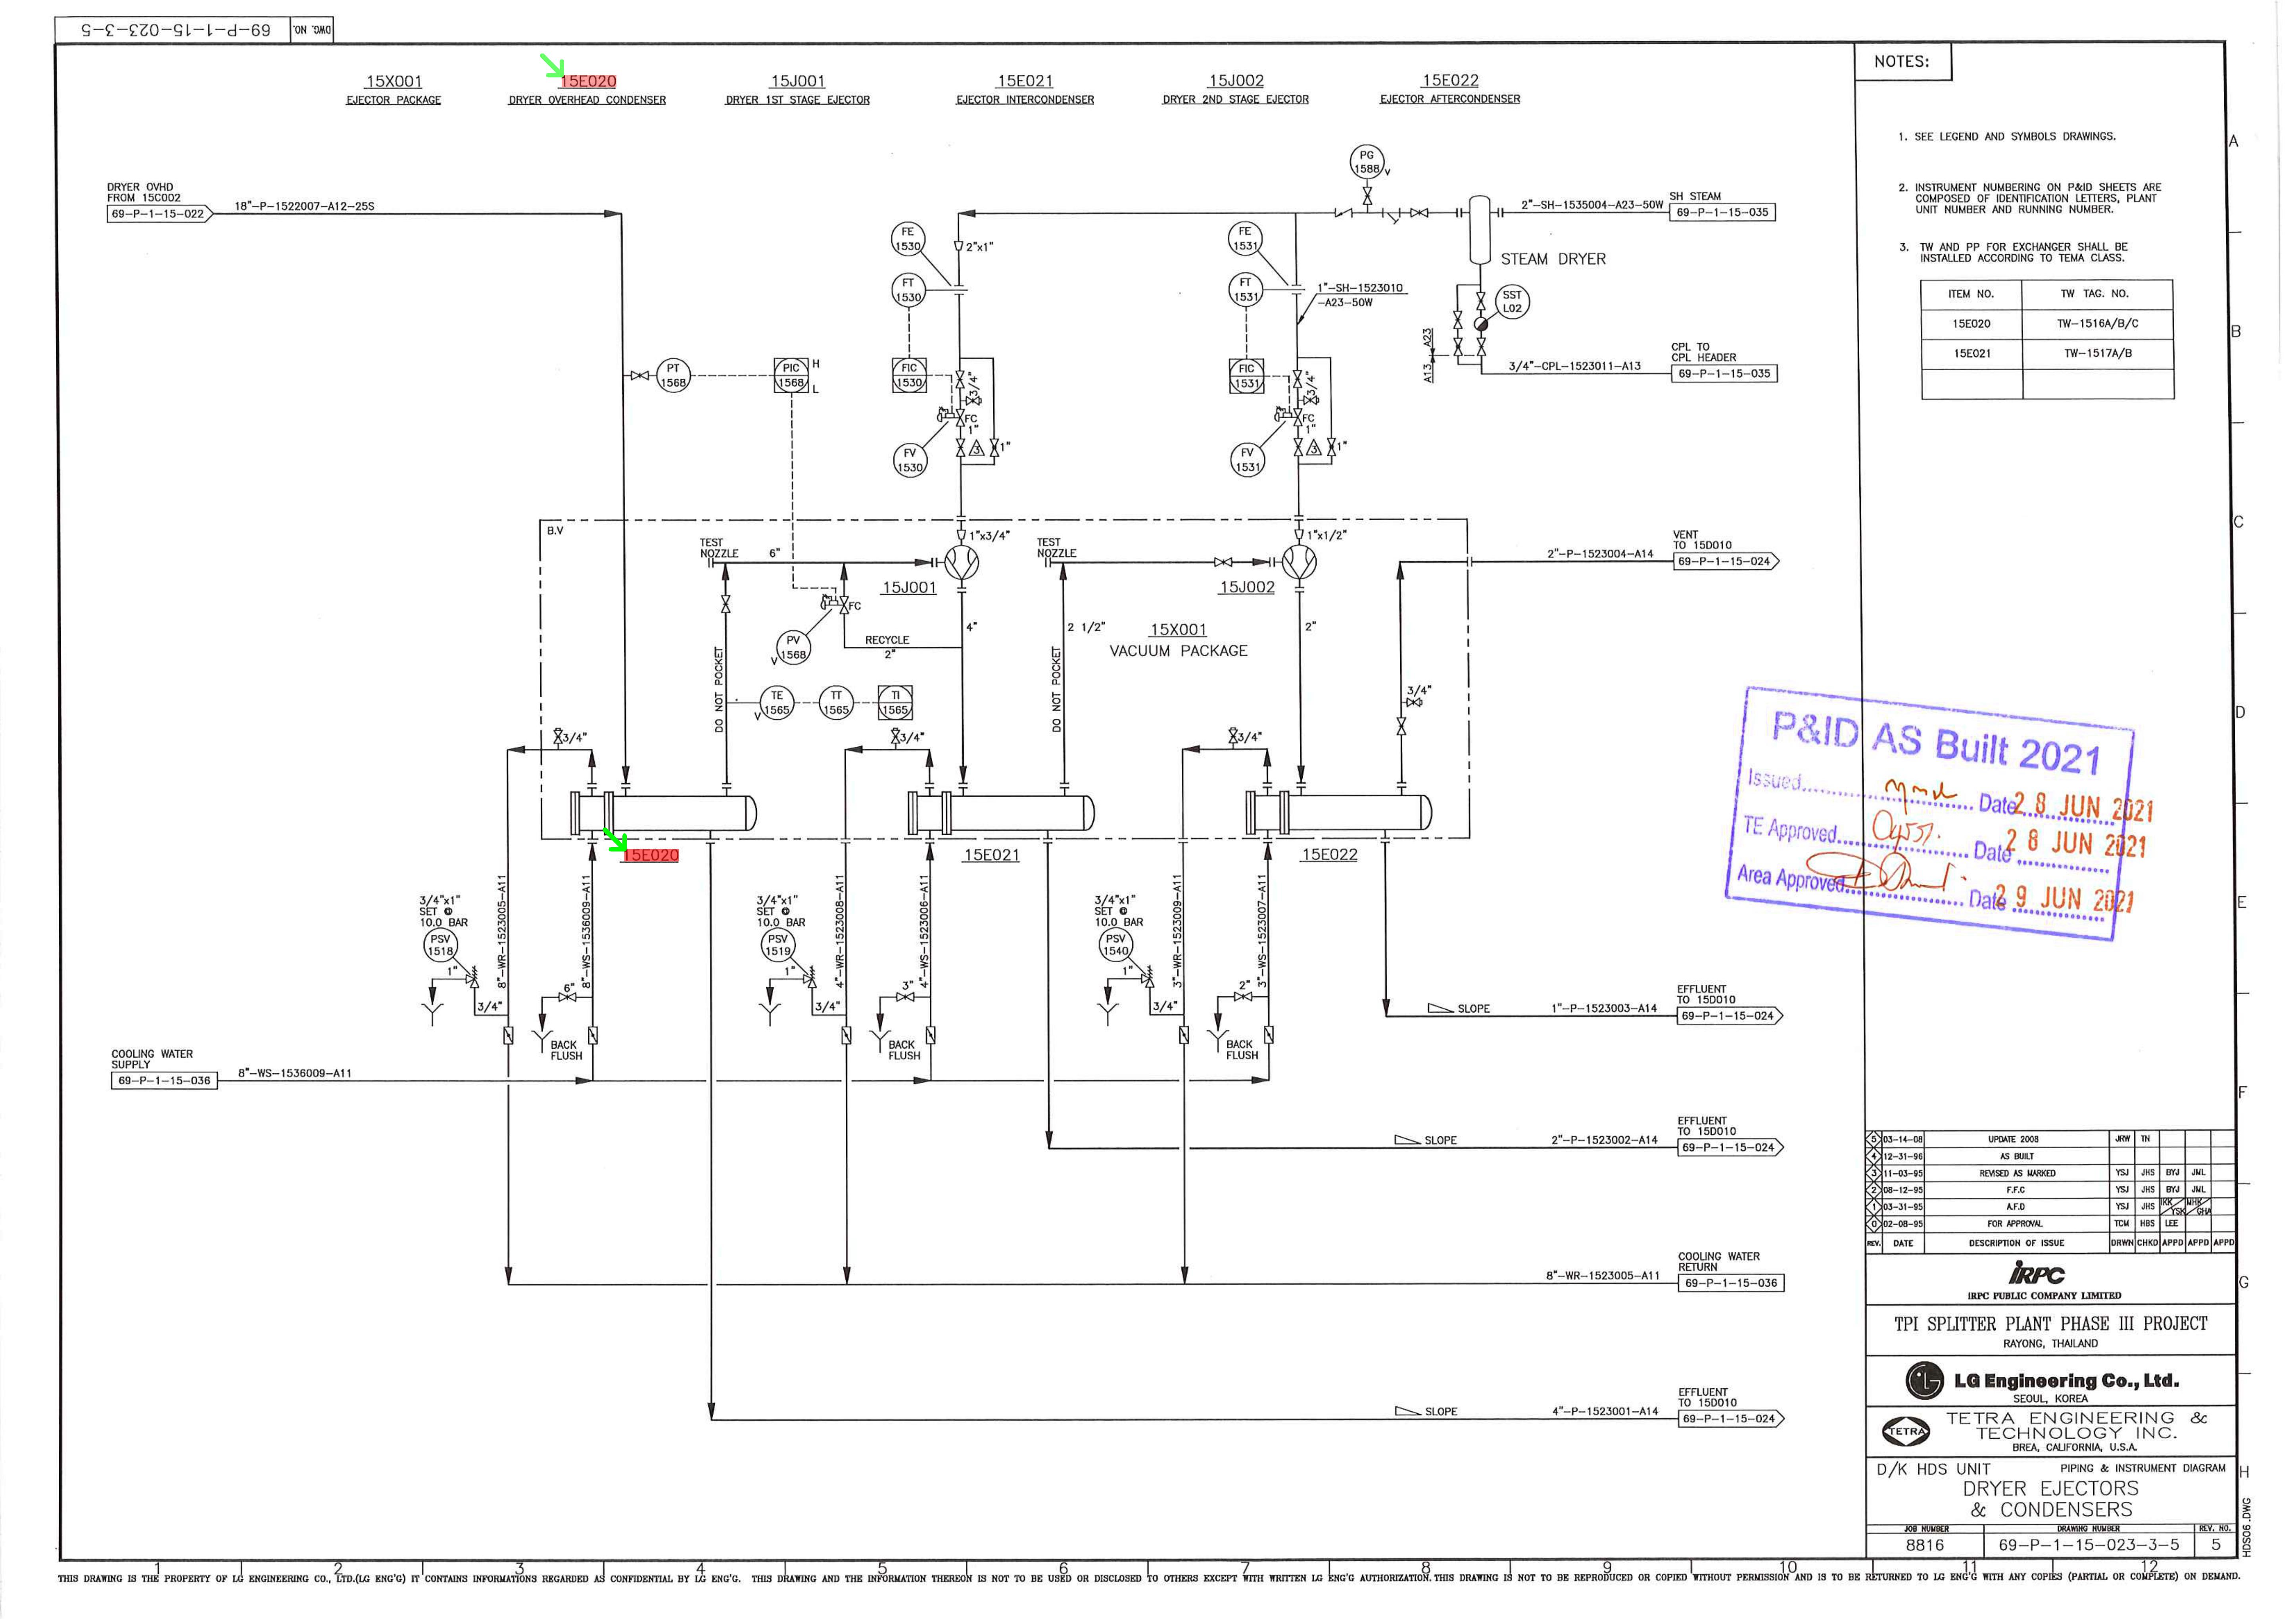 69-P-1-15-023-3-5
DWG. NO.
15X001
EJECTOR PACKAGE
15E020
DRYER OVERHEAD CONDENSER
15J001
DRYER 1ST STAGE EJECTOR
15E021
EJECTOR INTERCONDENSER
15J002
DRYER 2ND STAGE EJECTOR
15E022
EJECTOR AFTERCONDENSER
NOTES:
1. SEE LEGEND AND SYMBOLS DRAWINGS.
2. INSTRUMENT NUMBERING ON P&ID SHEETS ARE
COMPOSED OF IDENTIFICATION LETTERS, PLANT
UNIT NUMBER AND RUNNING NUMBER.
3. TW AND PP FOR EXCHANGER SHALL BE
INSTALLED ACCORDING TO TEMA CLASS.
ITEM NO. TW TAG. NO.
15E020 TW-1516A/B/C
15E021 TW-1517A/B
DRYER OVHD
FROM 15C002
69-P-1-15-022
18"-P-1522007-A12-25S
PG
1588
V
2"-SH-1535004-A23-50W
SH STEAM
69-P-1-15-035
STEAM DRYER
FE
1530
2"x1"
FT
1530
FE
1531
FT
1531
1"-SH-1523010
-A23-50W
SST
L02
A23
A13
CPL TO
CPL HEADER
3/4"-CPL-1523011-A13
69-P-1-15-035
PT
1568
PIC
1568
H
L
FIC
1530
3/4"
FC
1"
3
1"
FV
1530
FIC
1531
3/4"
FC
1"
3
1"
FV
1531
B.V
TEST
NOZZLE
6"
1"x3/4"
15J001
TEST
NOZZLE
1"x1/2"
15J002
VENT
TO 15D010
2"-P-1523004-A14
69-P-1-15-024
FC
PV
1568
V
RECYCLE
2"
4"
2 1/2"
15X001
VACUUM PACKAGE
2"
DO NOT POCKET
DO NOT POCKET
TE
1565
V
TT
1565
TI
1565
3/4"
3/4"
3/4"
3/4"
15E020
15E021
15E022
3/4"x1"
SET @
10.0 BAR
PSV
1518
1"
3/4"
8"-WR-1523005-A11
6"
8"-WS-1536009-A11
BACK
FLUSH
3/4"x1"
SET @
10.0 BAR
PSV
1519
1"
3/4"
4"-WR-1523008-A11
3"
4"-WS-1523006-A11
BACK
FLUSH
3/4"x1"
SET @
10.0 BAR
PSV
1540
1"
3/4"
3"-WR-1523009-A11
2"
3"-WS-1523007-A11
BACK
FLUSH
COOLING WATER
SUPPLY
69-P-1-15-036
8"-WS-1536009-A11
EFFLUENT
TO 15D010
SLOPE
1"-P-1523003-A14
69-P-1-15-024
EFFLUENT
TO 15D010
SLOPE
2"-P-1523002-A14
69-P-1-15-024
COOLING WATER
RETURN
8"-WR-1523005-A11
69-P-1-15-036
EFFLUENT
TO 15D010
SLOPE
4"-P-1523001-A14
69-P-1-15-024
P&ID AS Built 2021
Issued Date 28 JUN 2021
TE Approved Date 28 JUN 2021
Area Approved Date 29 JUN 2021
5 03-14-08 UPDATE 2008 JRW TN
4 12-31-96 AS BUILT
3 11-03-95 REVISED AS MARKED YSJ JHS BYJ JML
2 08-12-95 F.F.C YSJ JHS BYJ JML
1 03-31-95 A.F.D YSJ JHS YSK GHA
0 02-08-95 FOR APPROVAL TCM HBS LEE
REV. DATE DESCRIPTION OF ISSUE DRWN CHKD APPD APPD APPD
iRPC
IRPC PUBLIC COMPANY LIMITED
TPI SPLITTER PLANT PHASE III PROJECT
RAYONG, THAILAND
LG Engineering Co., Ltd.
SEOUL, KOREA
TETRA
TETRA ENGINEERING &
TECHNOLOGY INC.
BREA, CALIFORNIA, U.S.A.
D/K HDS UNIT PIPING & INSTRUMENT DIAGRAM
DRYER EJECTORS
& CONDENSERS
JOB NUMBER DRAWING NUMBER REV. NO.
8816 69-P-1-15-023-3-5 5
HDS06.DWG
A
B
C
D
E
F
G
H
1 2 3 4 5 6 7 8 9 10 11 12
THIS DRAWING IS THE PROPERTY OF LG ENGINEERING CO., LTD.(LG ENG'G) IT CONTAINS INFORMATIONS REGARDED AS CONFIDENTIAL BY LG ENG'G. THIS DRAWING AND THE INFORMATION THEREON IS NOT TO BE USED OR DISCLOSED TO OTHERS EXCEPT WITH WRITTEN LG ENG'G AUTHORIZATION. THIS DRAWING IS NOT TO BE REPRODUCED OR COPIED WITHOUT PERMISSION AND IS TO BE RETURNED TO LG ENG'G WITH ANY COPIES (PARTIAL OR COMPLETE) ON DEMAND.